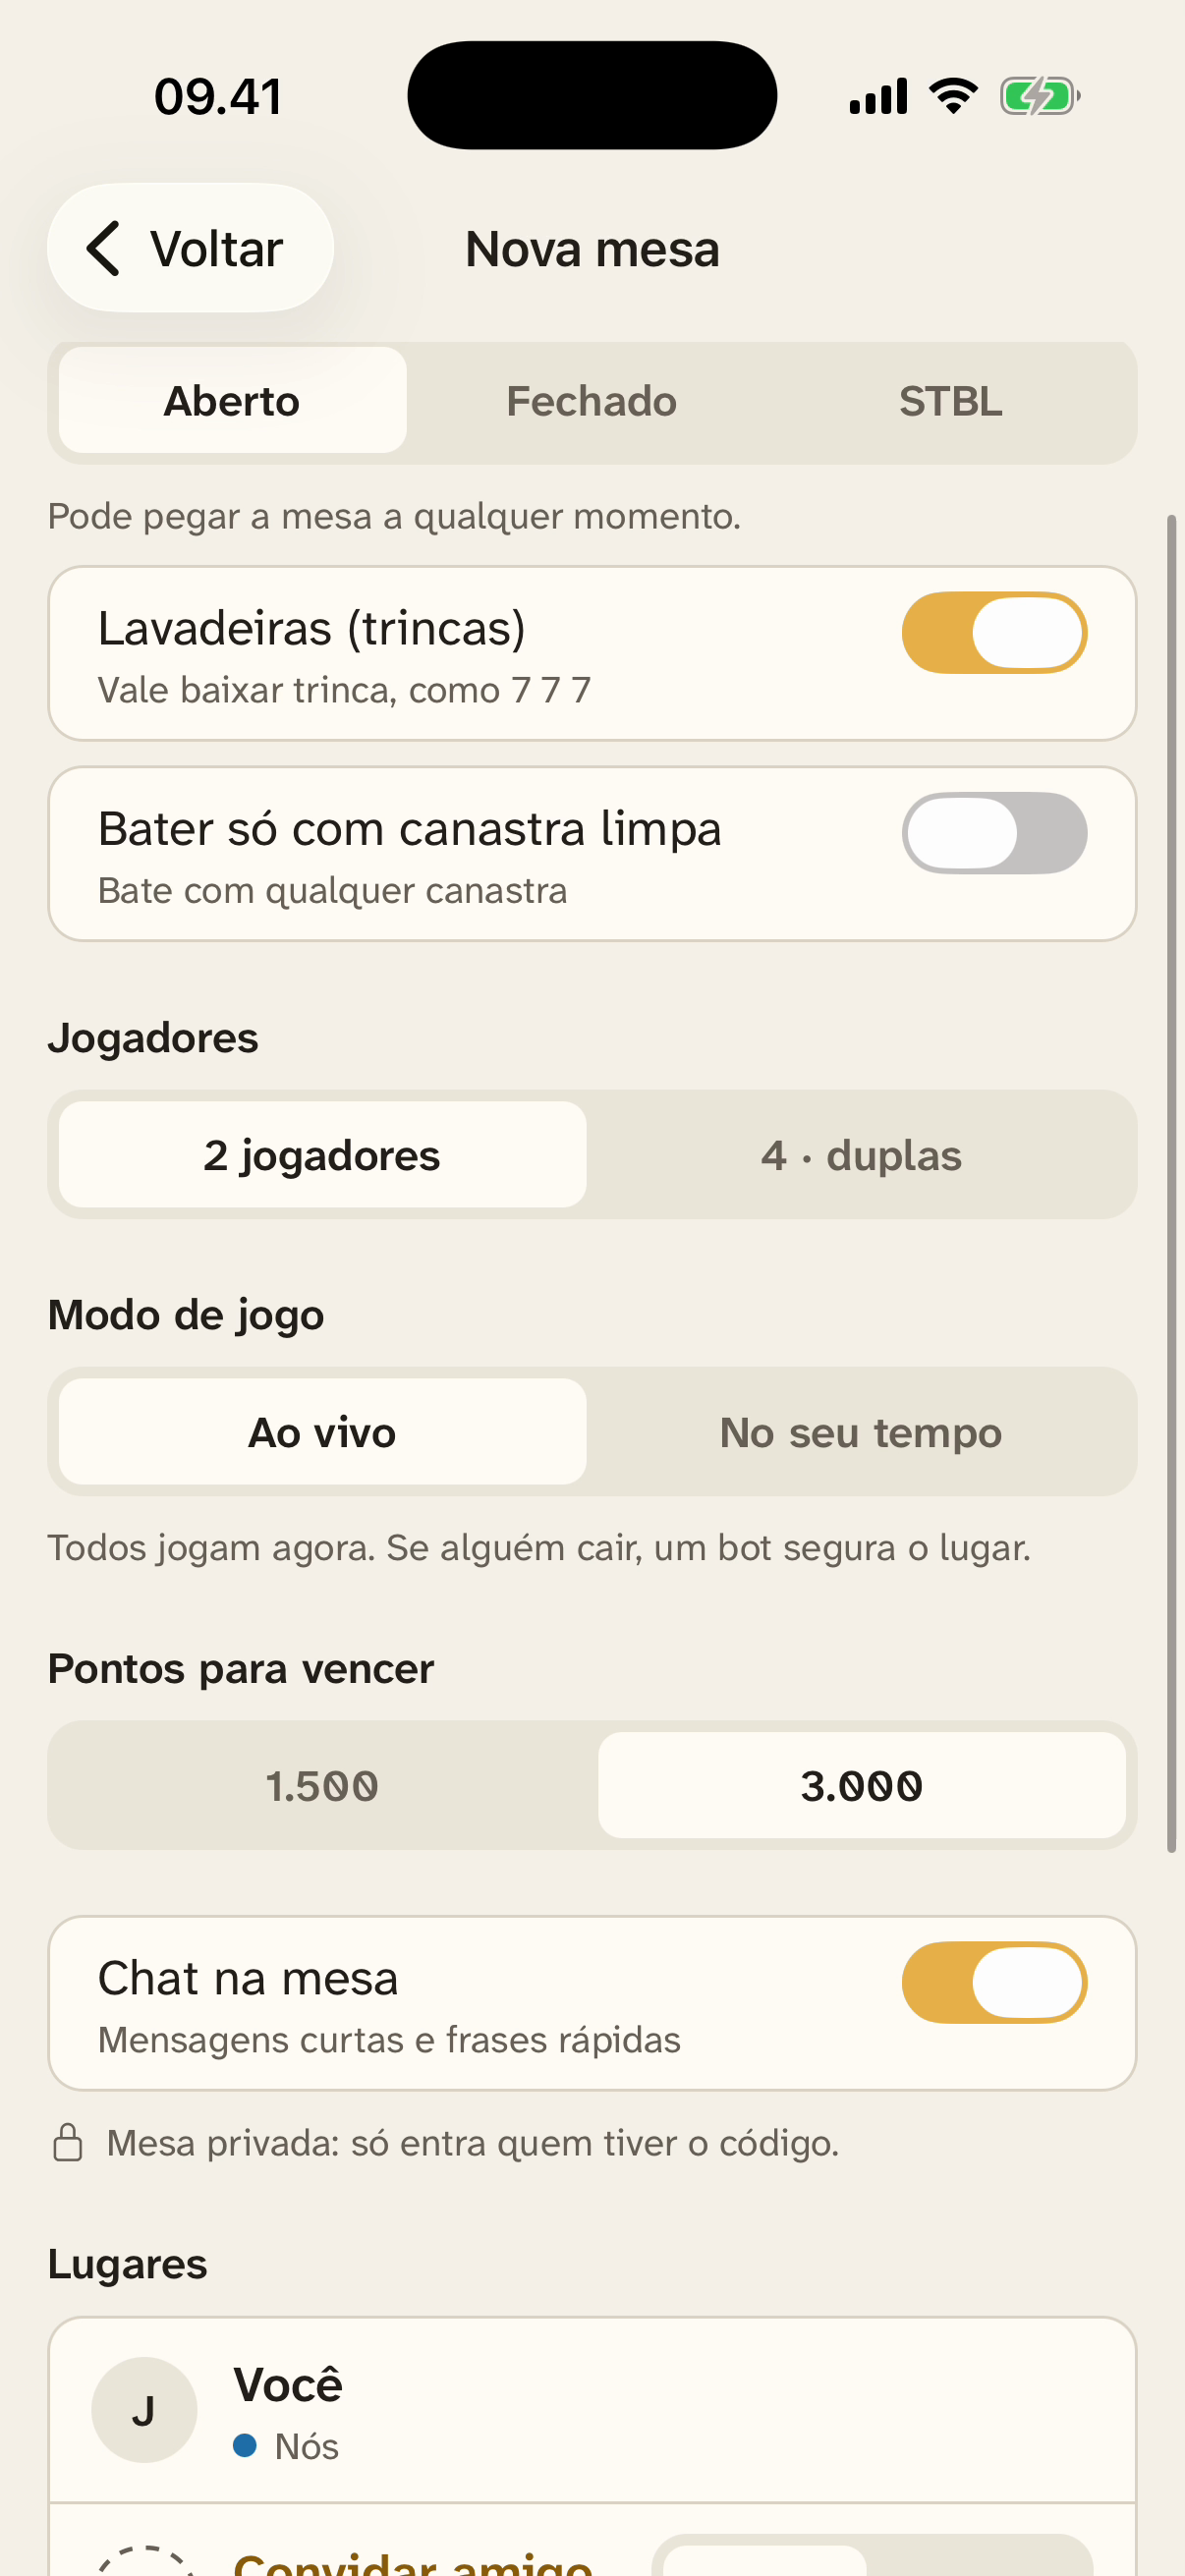 09.41
Voltar
Nova mesa
Aberto
Fechado
STBL
Pode pegar a mesa a qualquer momento.
Lavadeiras (trincas)
Vale baixar trinca, como 7 7 7
Bater só com canastra limpa
Bate com qualquer canastra
Jogadores
2 jogadores
4 · duplas
Modo de jogo
Ao vivo
No seu tempo
Todos jogam agora. Se alguém cair, um bot segura o lugar.
Pontos para vencer
1.500
3.000
Chat na mesa
Mensagens curtas e frases rápidas
Mesa privada: só entra quem tiver o código.
Lugares
J
Você
Nós
Convidar amigo